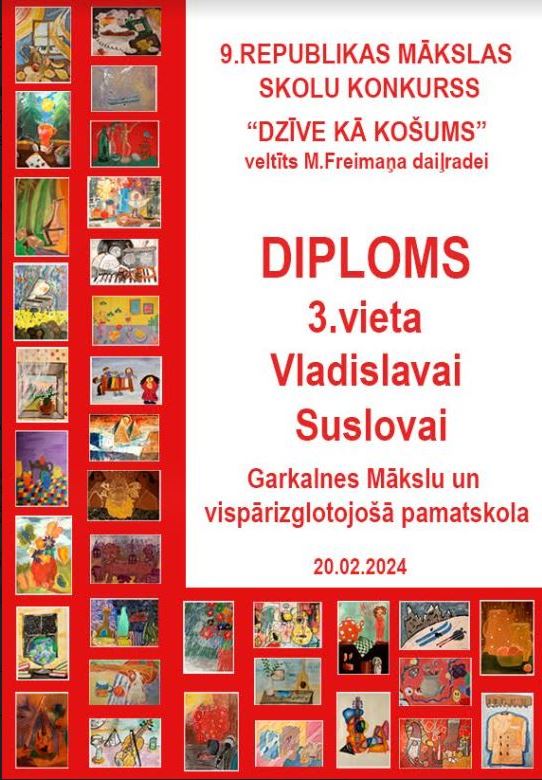 9.REPUBLIKAS MĀKSLAS
SKOLU KONKURSS
“DZĪVE KĀ KOŠUMS”
veltīts M.Freimaņa daiļradei
DIPLOMS
3.vieta
Vladislavai
Suslovai
Garkalnes Mākslu un
vispārizglotojošā pamatskola
20.02.2024